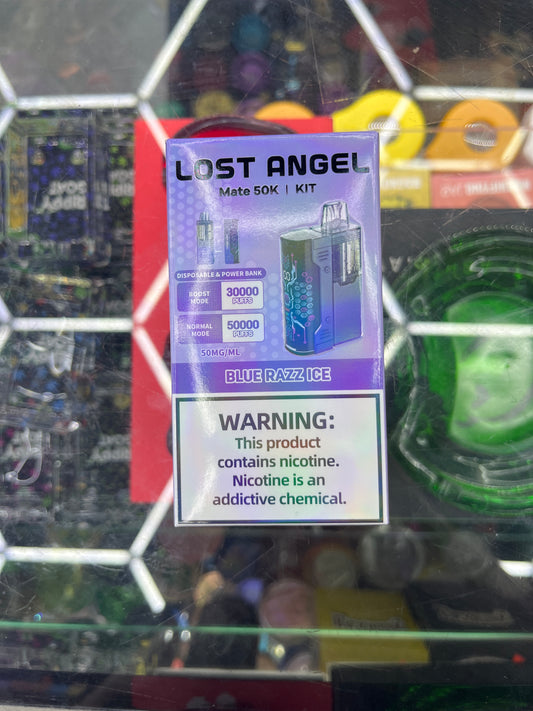 LOST ANGEL
Mate 50K | KIT
DISPOSABLE & POWER BANK
BOOST MODE
30000 PUFFS
NORMAL MODE
50000 PUFFS
50MG/ML
BLUE RAZZ ICE
WARNING:
This product
contains nicotine.
Nicotine is an
addictive chemical.